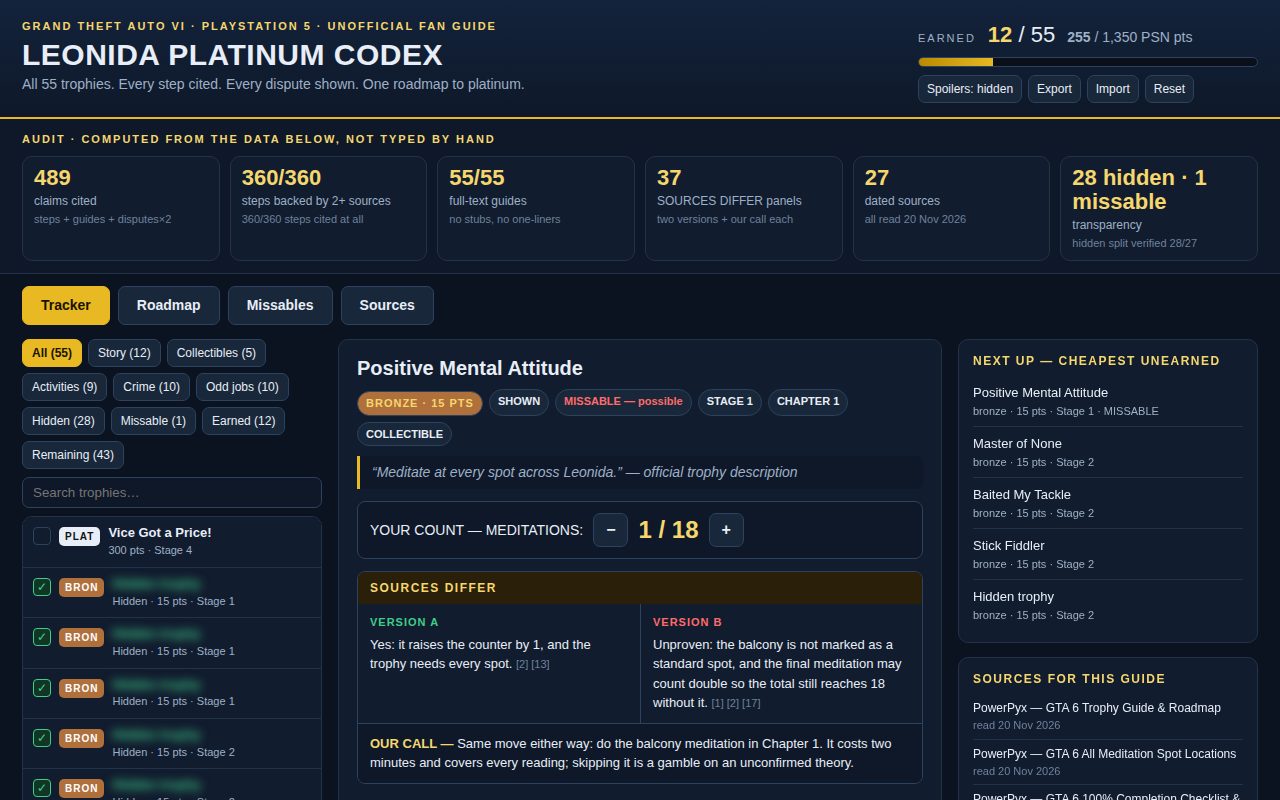 GRAND THEFT AUTO VI · PLAYSTATION 5 · UNOFFICIAL FAN GUIDE
LEONIDA PLATINUM CODEX
All 55 trophies. Every step cited. Every dispute shown. One roadmap to platinum.
EARNED 12 / 55 255 / 1,350 PSN pts
Spoilers: hidden Export Import Reset
AUDIT · COMPUTED FROM THE DATA BELOW, NOT TYPED BY HAND
489
claims cited
steps + guides + disputes×2
360/360
steps backed by 2+ sources
360/360 steps cited at all
55/55
full-text guides
no stubs, no one-liners
37
SOURCES DIFFER panels
two versions + our call each
27
dated sources
all read 20 Nov 2026
28 hidden · 1
missable
transparency
hidden split verified 28/27
Tracker Roadmap Missables Sources
All (55) Story (12) Collectibles (5)
Activities (9) Crime (10) Odd jobs (10)
Hidden (28) Missable (1) Earned (12)
Remaining (43)
Search trophies…
PLAT Vice Got a Price!
300 pts · Stage 4
✓ BRON Hidden trophy
Hidden · 15 pts · Stage 1
✓ BRON Hidden trophy
Hidden · 15 pts · Stage 1
✓ BRON Hidden trophy
Hidden · 15 pts · Stage 1
✓ BRON Hidden trophy
Hidden · 15 pts · Stage 2
✓ BRON Hidden trophy
Positive Mental Attitude
BRONZE · 15 PTS SHOWN MISSABLE — possible STAGE 1 CHAPTER 1
COLLECTIBLE
“Meditate at every spot across Leonida.” — official trophy description
YOUR COUNT — MEDITATIONS: − 1 / 18 +
SOURCES DIFFER
VERSION A
Yes: it raises the counter by 1, and the
trophy needs every spot. [2] [13]
VERSION B
Unproven: the balcony is not marked as a
standard spot, and the final meditation may
count double so the total still reaches 18
without it. [1] [2] [17]
OUR CALL — Same move either way: do the balcony meditation in Chapter 1. It costs two
minutes and covers every reading; skipping it is a gamble on an unconfirmed theory.
NEXT UP — CHEAPEST UNEARNED
Positive Mental Attitude
bronze · 15 pts · Stage 1 · MISSABLE
Master of None
bronze · 15 pts · Stage 2
Baited My Tackle
bronze · 15 pts · Stage 2
Stick Fiddler
bronze · 15 pts · Stage 2
Hidden trophy
bronze · 15 pts · Stage 2
SOURCES FOR THIS GUIDE
PowerPyx — GTA 6 Trophy Guide & Roadmap
read 20 Nov 2026
PowerPyx — GTA 6 All Meditation Spot Locations
read 20 Nov 2026
PowerPyx — GTA 6 100% Completion Checklist &